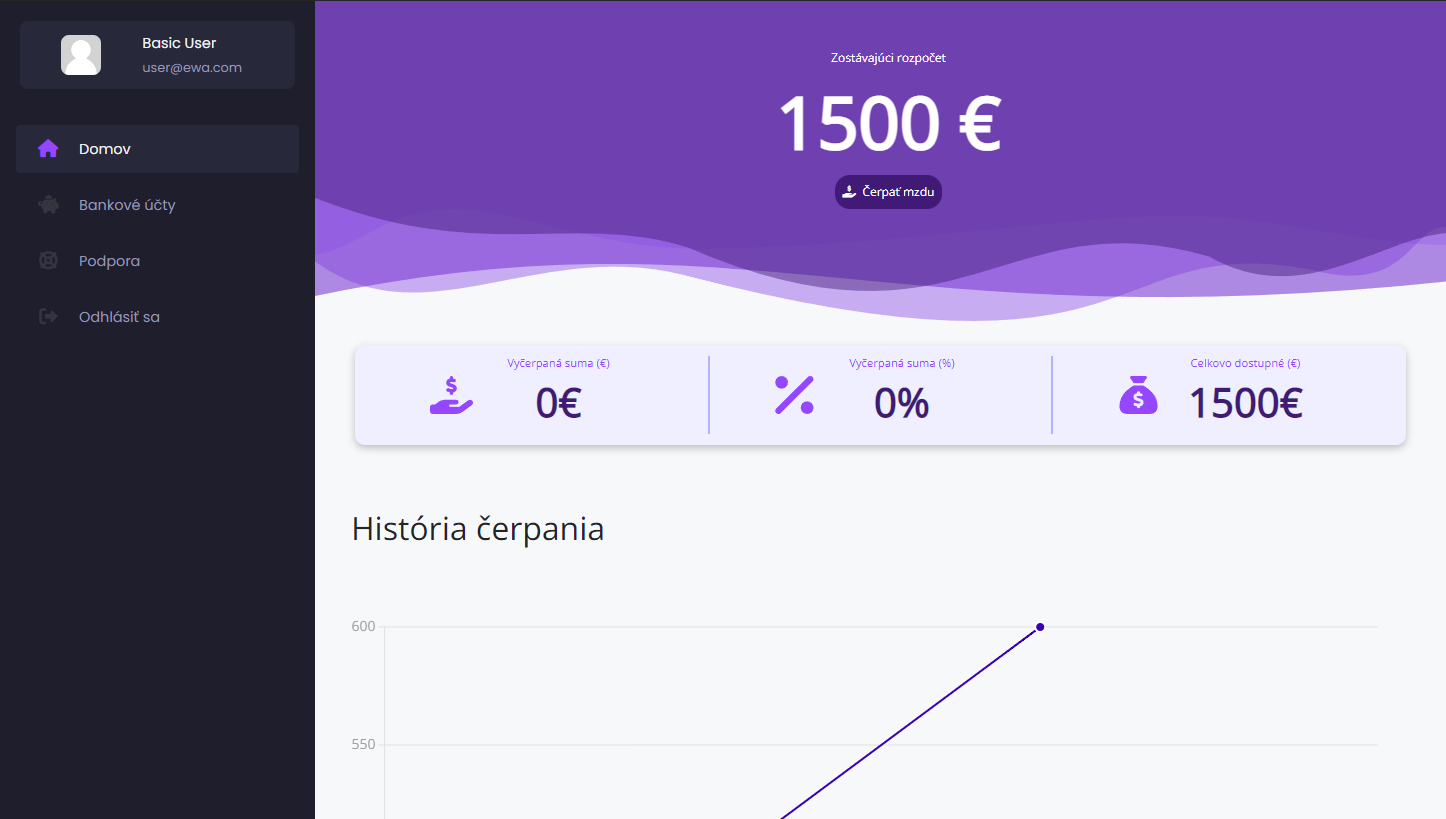 Basic User
user@ewa.com
Domov
Bankové účty
Podpora
Odhlásiť sa
Zostávajúci rozpočet
1500 €
Čerpať mzdu
Vyčerpaná suma (€)
0€
Vyčerpaná suma (%)
0%
Celkovo dostupné (€)
1500€
História čerpania
600
550